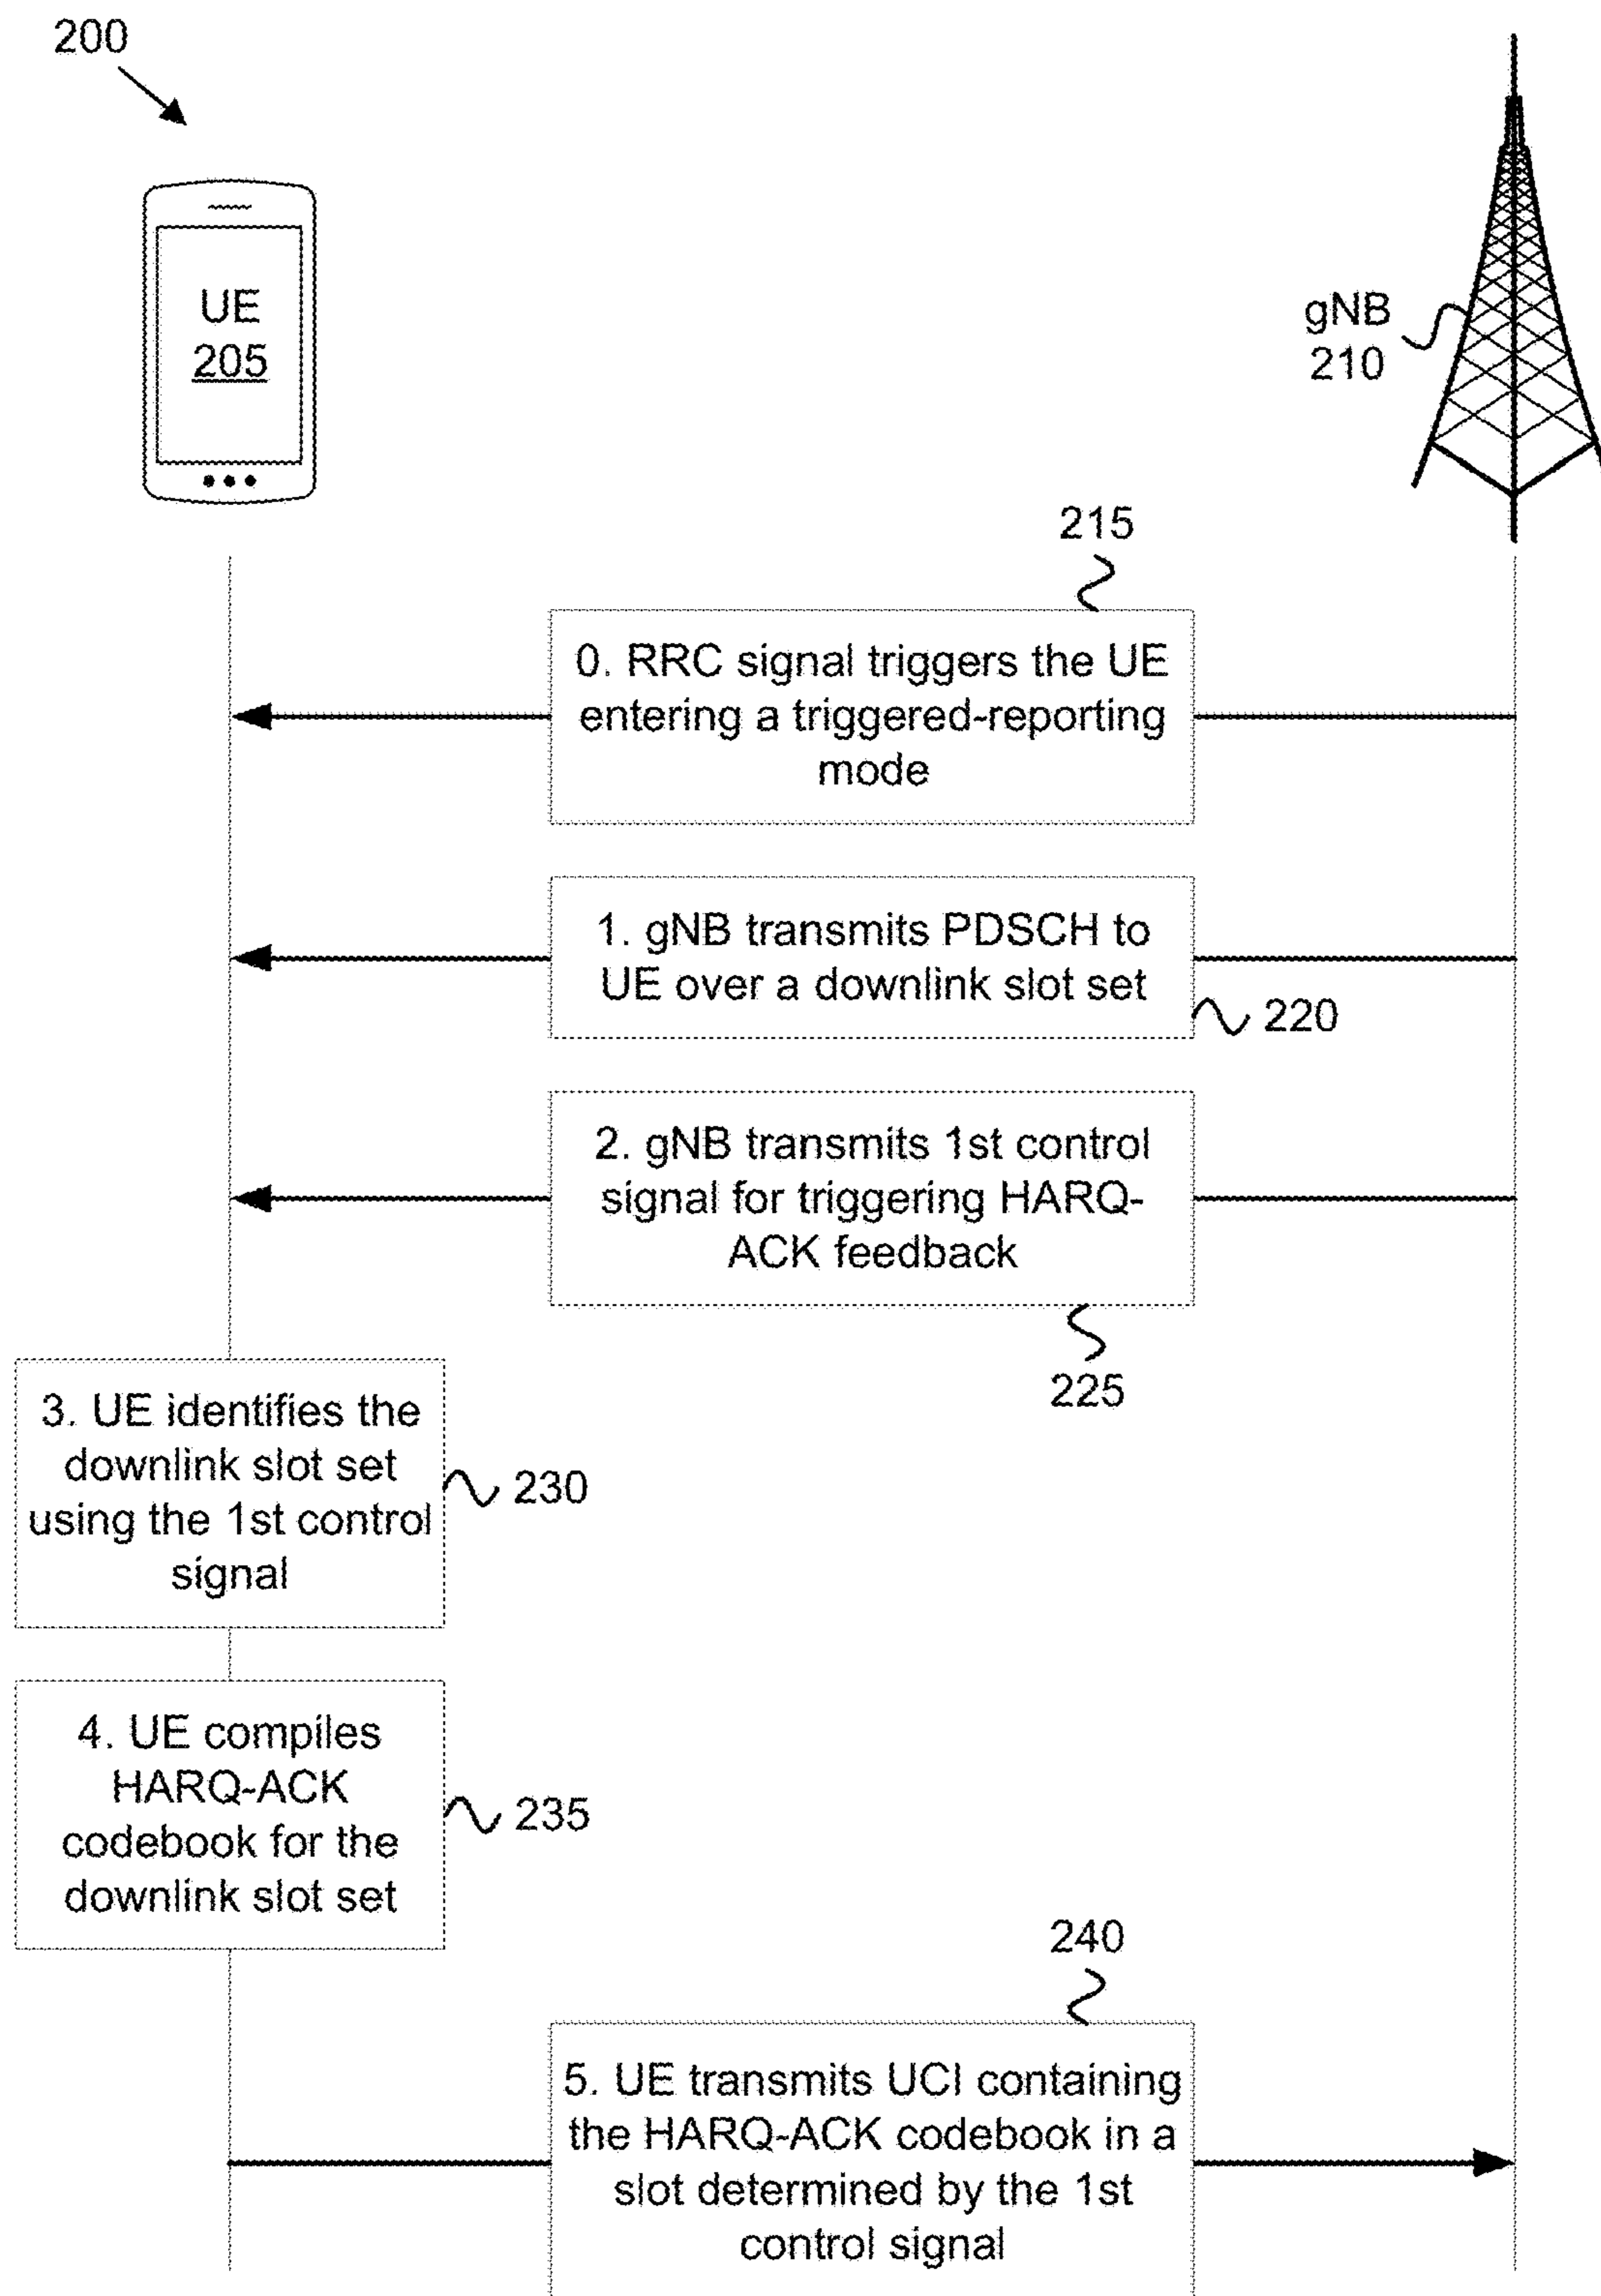 200
UE
205
gNB
210
215
0. RRC signal triggers the UE
entering a triggered-reporting
mode
1. gNB transmits PDSCH to
UE over a downlink slot set
220
2. gNB transmits 1st control
signal for triggering HARQ-
ACK feedback
225
3. UE identifies the
downlink slot set
using the 1st control
signal
230
4. UE compiles
HARQ-ACK
codebook for the
downlink slot set
235
240
5. UE transmits UCI containing
the HARQ-ACK codebook in a
slot determined by the 1st
control signal